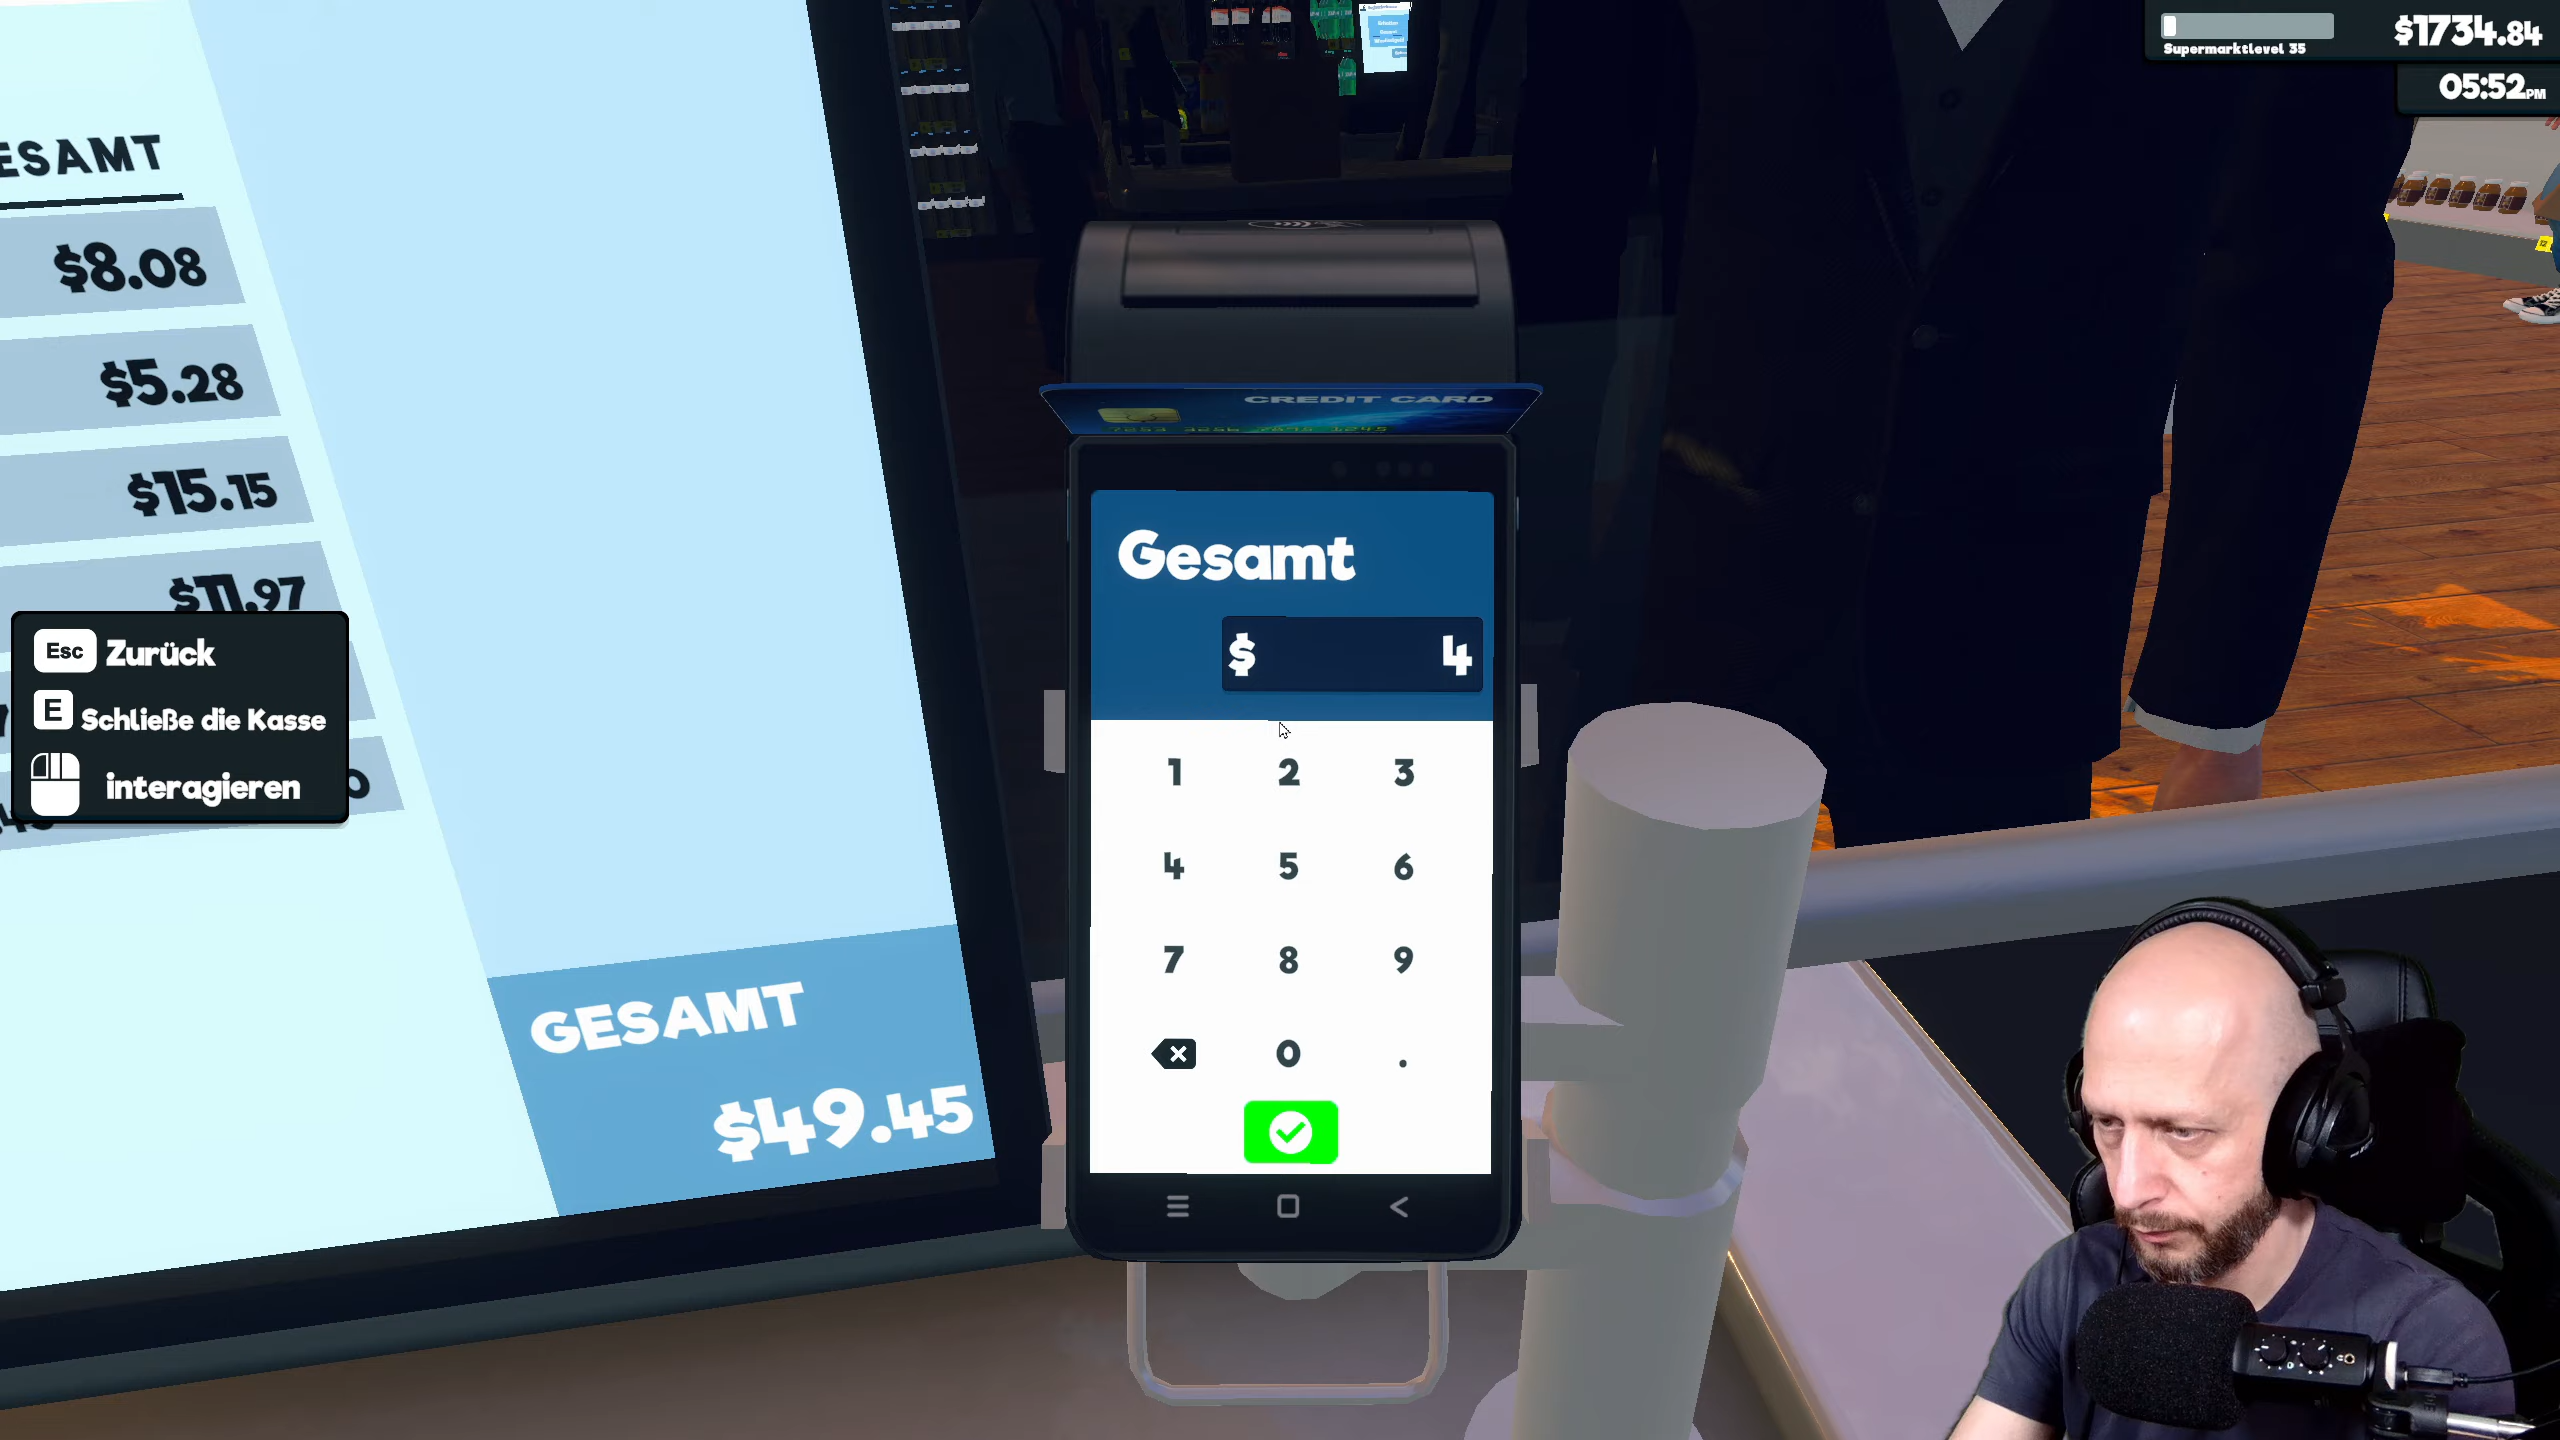 Supermarktlevel 35
$1734.84
05:52PM
ESAMT
$8.08
$5.28
$15.15
$11.97
Esc Zurück
E Schließe die Kasse
interagieren
GESAMT
$49.45
CREDIT CARD
Gesamt
$ 4
1 2 3
4 5 6
7 8 9
0 .